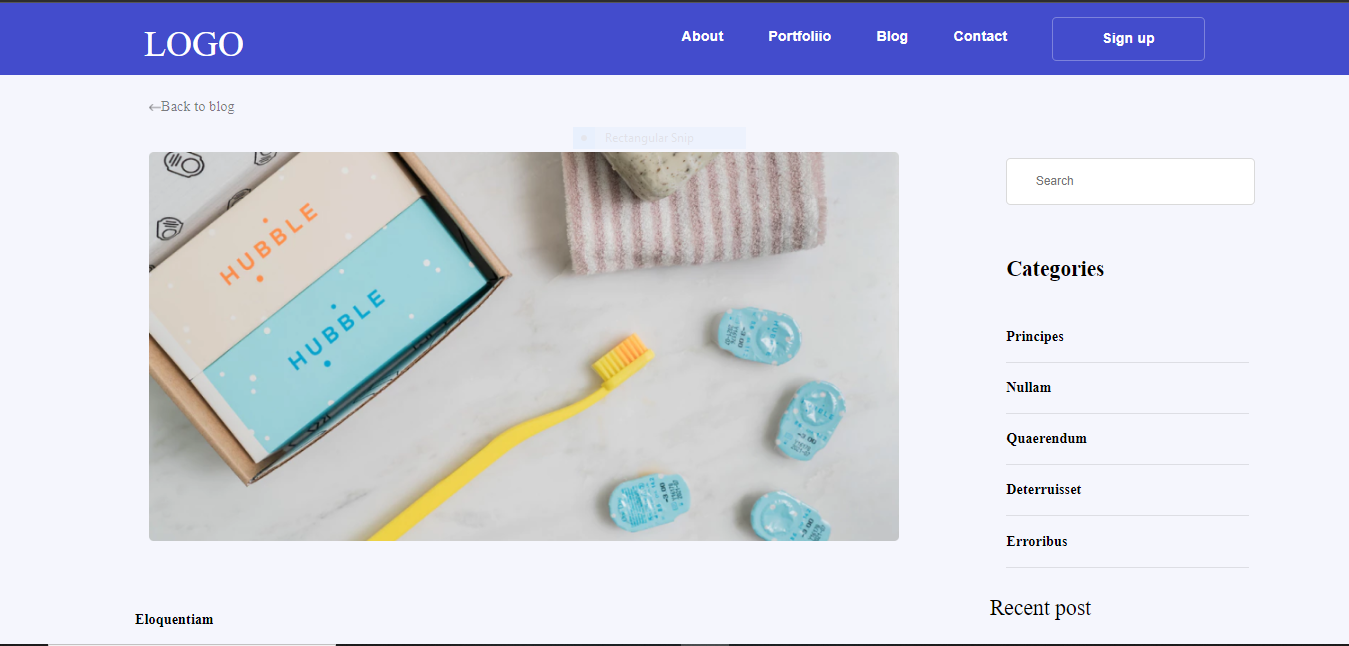 LOGO
About Portfoliio Blog Contact Sign up
←Back to blog
Rectangular Snip
Search
HUBBLE
HUBBLE
Categories
Principes
Nullam
Quaerendum
Deterruisset
Erroribus
Recent post
Eloquentiam